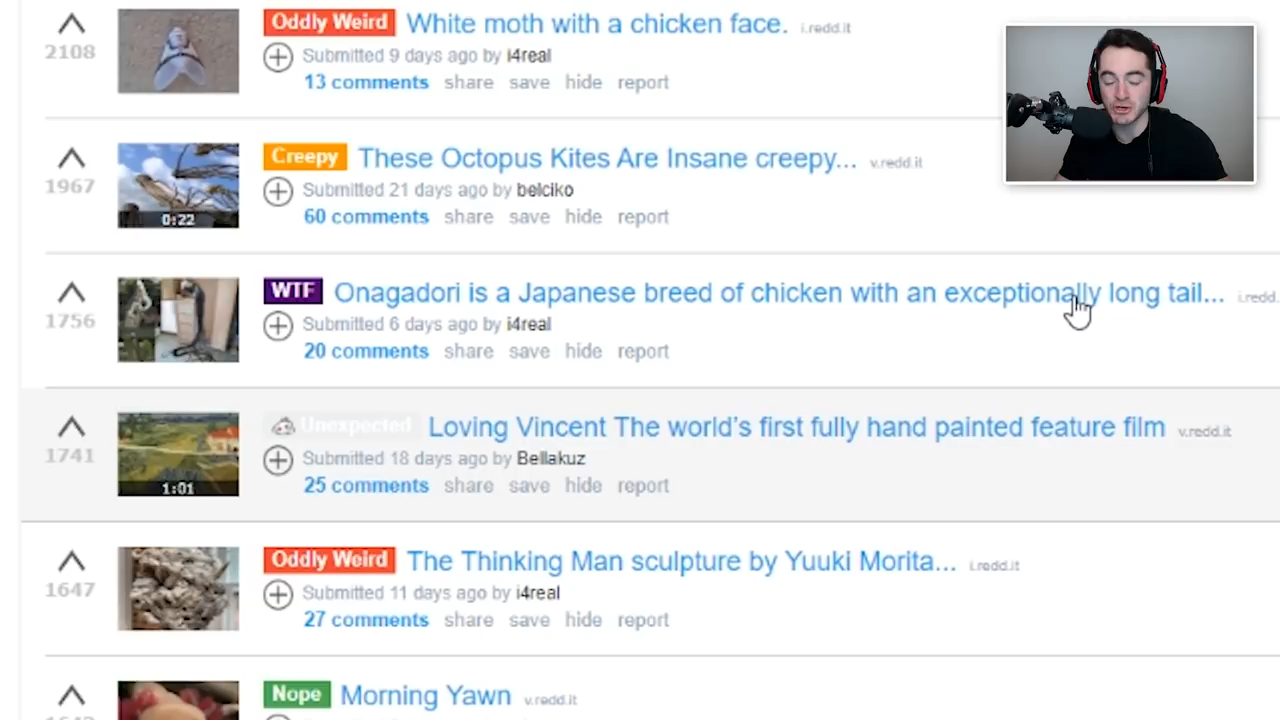 2108
Oddly Weird White moth with a chicken face. i.redd.it
Submitted 9 days ago by i4real
13 comments share save hide report
1967
0:22
Creepy These Octopus Kites Are Insane creepy... v.redd.it
Submitted 21 days ago by belciko
60 comments share save hide report
1756
WTF Onagadori is a Japanese breed of chicken with an exceptionally long tail... i.redd.
Submitted 6 days ago by i4real
20 comments share save hide report
1741
1:01
Unexpected Loving Vincent The world’s first fully hand painted feature film v.redd.it
Submitted 18 days ago by Bellakuz
25 comments share save hide report
1647
Oddly Weird The Thinking Man sculpture by Yuuki Morita... i.redd.it
Submitted 11 days ago by i4real
27 comments share save hide report
Nope Morning Yawn v.redd.it